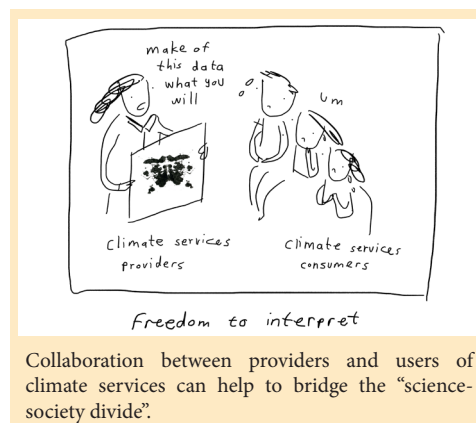 make of
this data
what you
will
um
Climate services
providers
Climate services
consumers
Freedom to interpret
Collaboration between providers and users of
climate services can help to bridge the “science-
society divide”.